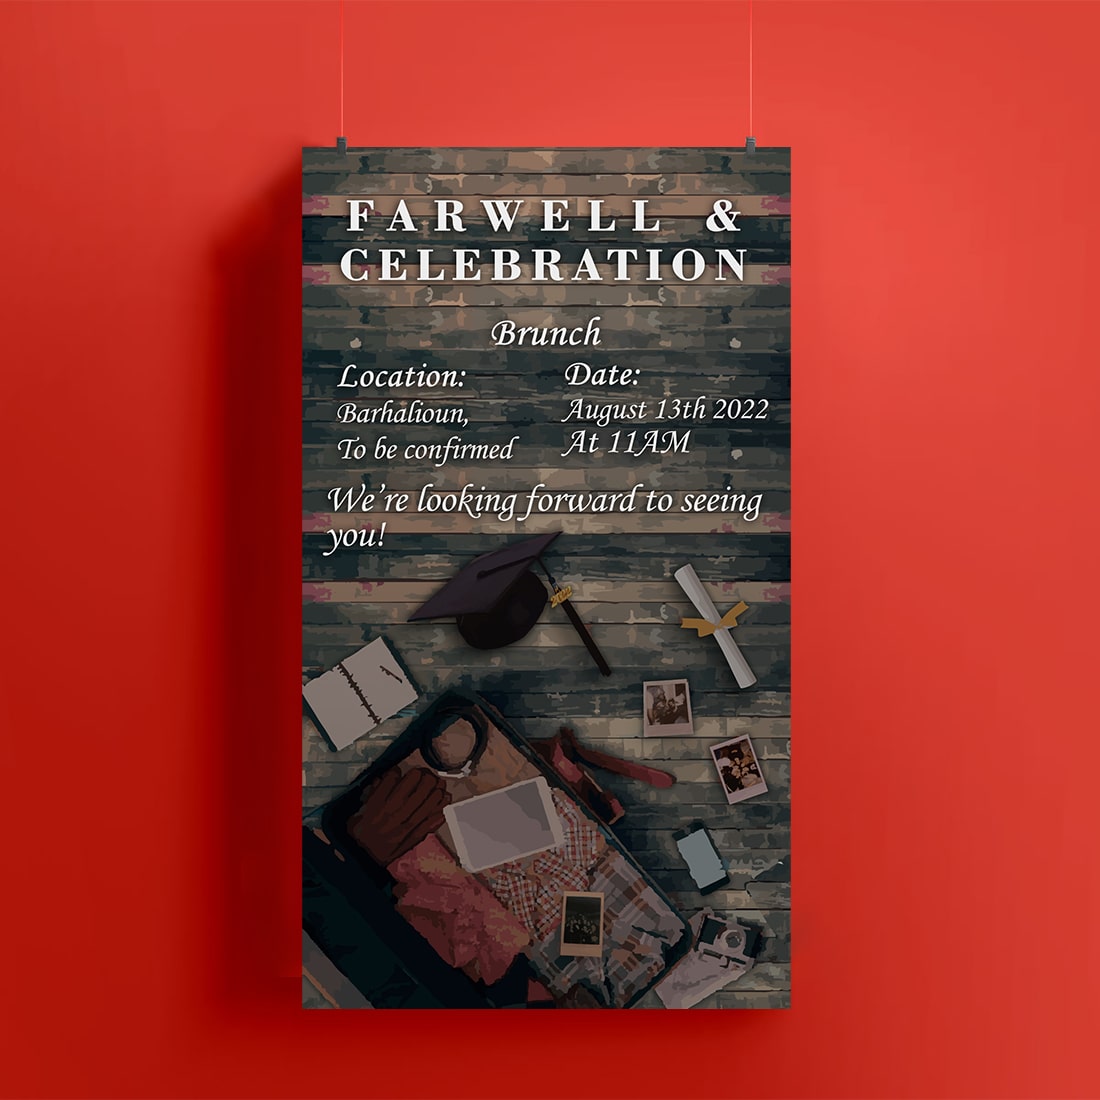 FARWELL &
CELEBRATION
Brunch
Location:
Barhalioun,
To be confirmed
Date:
August 13th 2022
At 11AM
We're looking forward to seeing
you!